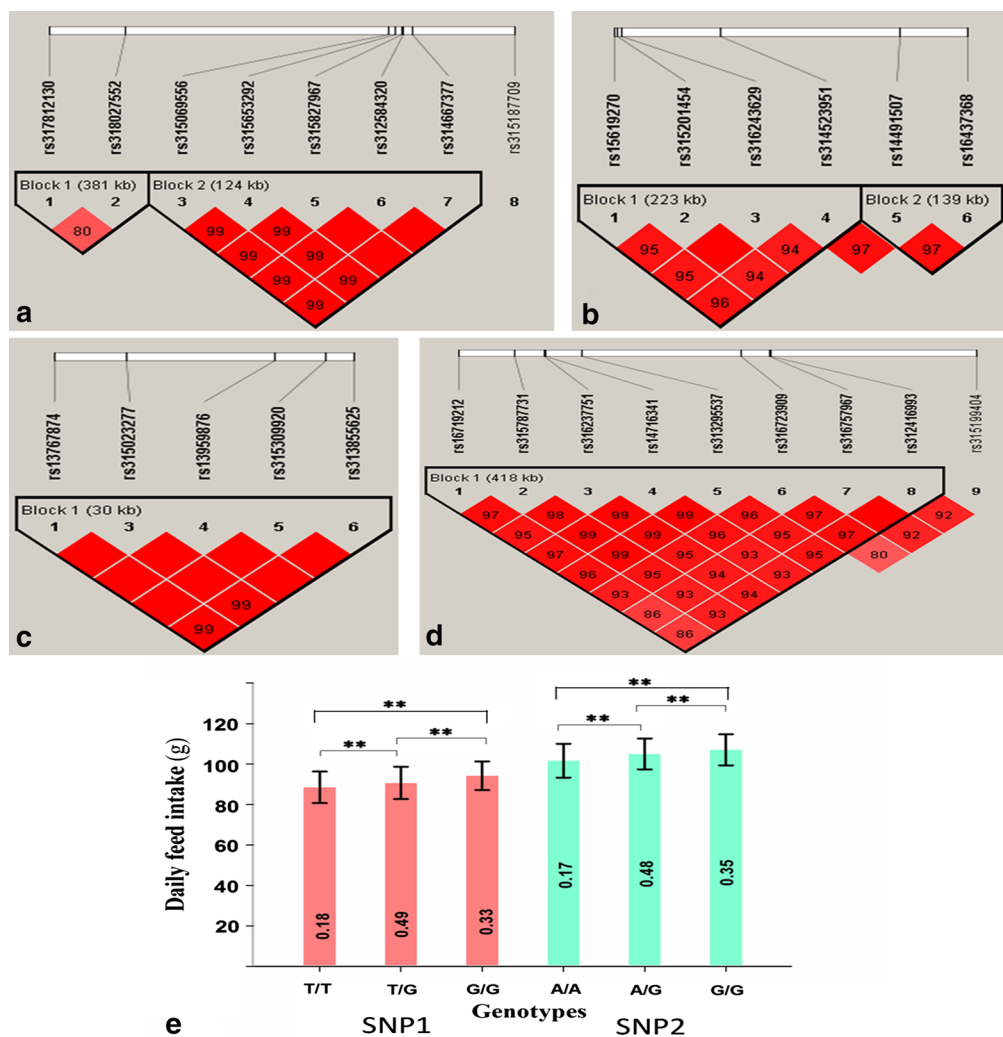 rs317812130
rs318027552
rs315069556
rs315663292
rs315827967
rs312584320
rs314667377
rs315187709
Block 1 (381 kb)
Block 2 (124 kb)
1 2 3 4 5 6 7 8
80 99 99
99 99
99 99
99
a
rs15619270
rs315201454
rs316243629
rs314523951
rs14491507
rs16437368
Block 1 (223 kb)
Block 2 (139 kb)
1 2 3 4 5 6
95 94 97 97
95 94
96
b
rs13767874
rs315023277
rs13959876
rs315309920
rs313855625
Block 1 (30 kb)
1 3 4 5 6
99
99
c
rs16719212
rs315787731
rs316237751
rs14716341
rs313295537
rs316723909
rs316757967
rs312416993
rs315199404
Block 1 (418 kb)
1 2 3 4 5 6 7 8 9
97 98 99 99 96 97 92
95 99 99 96 95 97 92
97 99 95 93 95 80
96 95 94 93
93 93 94
86 93
86
d
Daily feed intake (g)
120
100
80
60
40
20
** ** **
** ** **
0.18 0.49 0.33 0.17 0.48 0.35
T/T T/G G/G A/A A/G G/G
Genotypes
SNP1 SNP2
e